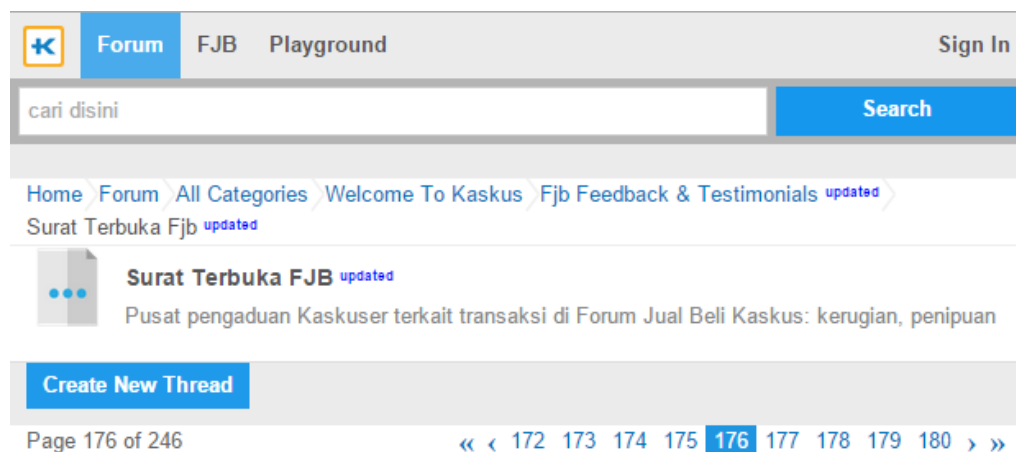 Forum FJB Playground Sign In
cari disini Search
Home Forum All Categories Welcome To Kaskus Fjb Feedback & Testimonials updated
Surat Terbuka Fjb updated
Surat Terbuka FJB updated
Pusat pengaduan Kaskuser terkait transaksi di Forum Jual Beli Kaskus: kerugian, penipuan
Create New Thread
Page 176 of 246 « ‹ 172 173 174 175 176 177 178 179 180 › »